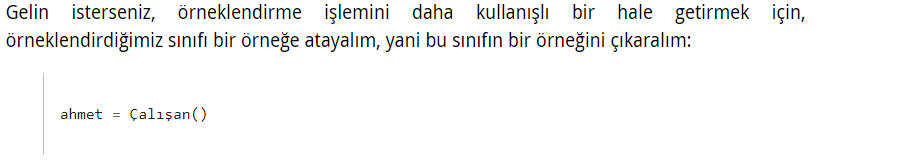 Gelin isterseniz, örneklendirme işlemini daha kullanışlı bir hale getirmek için,
örneklendirdiğimiz sınıfı bir örneğe atayalım, yani bu sınıfın bir örneğini çıkaralım:
ahmet = Çalışan()